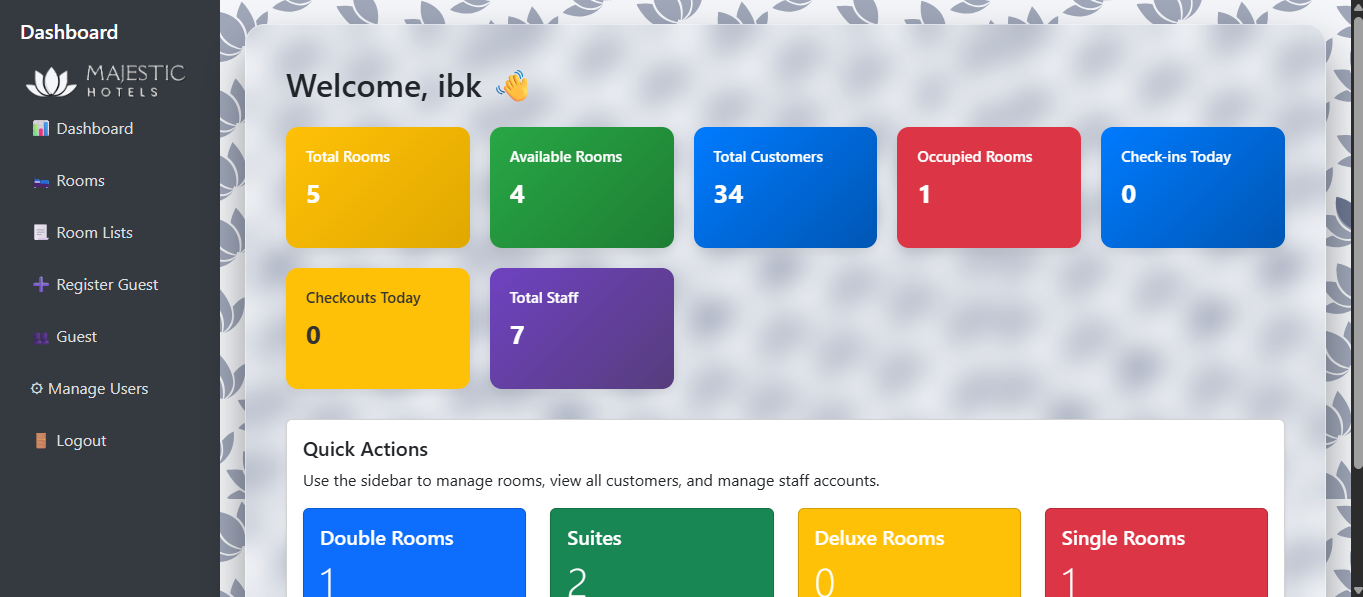 Dashboard
MAJESTIC
HOTELS
Dashboard
Rooms
Room Lists
Register Guest
Guest
Manage Users
Logout
Welcome, ibk 👋
Total Rooms
5
Available Rooms
4
Total Customers
34
Occupied Rooms
1
Check-ins Today
0
Checkouts Today
0
Total Staff
7
Quick Actions
Use the sidebar to manage rooms, view all customers, and manage staff accounts.
Double Rooms
1
Suites
2
Deluxe Rooms
0
Single Rooms
1